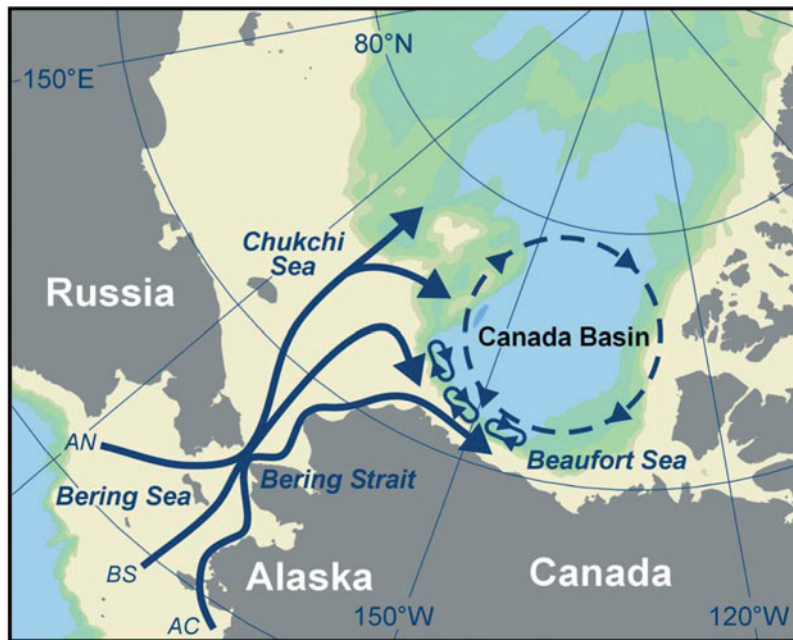 80°N
150°E
Chukchi
Sea
Russia
Canada Basin
AN
Bering Sea
Bering Strait
Beaufort Sea
BS
Alaska
Canada
AC
150°W
120°W